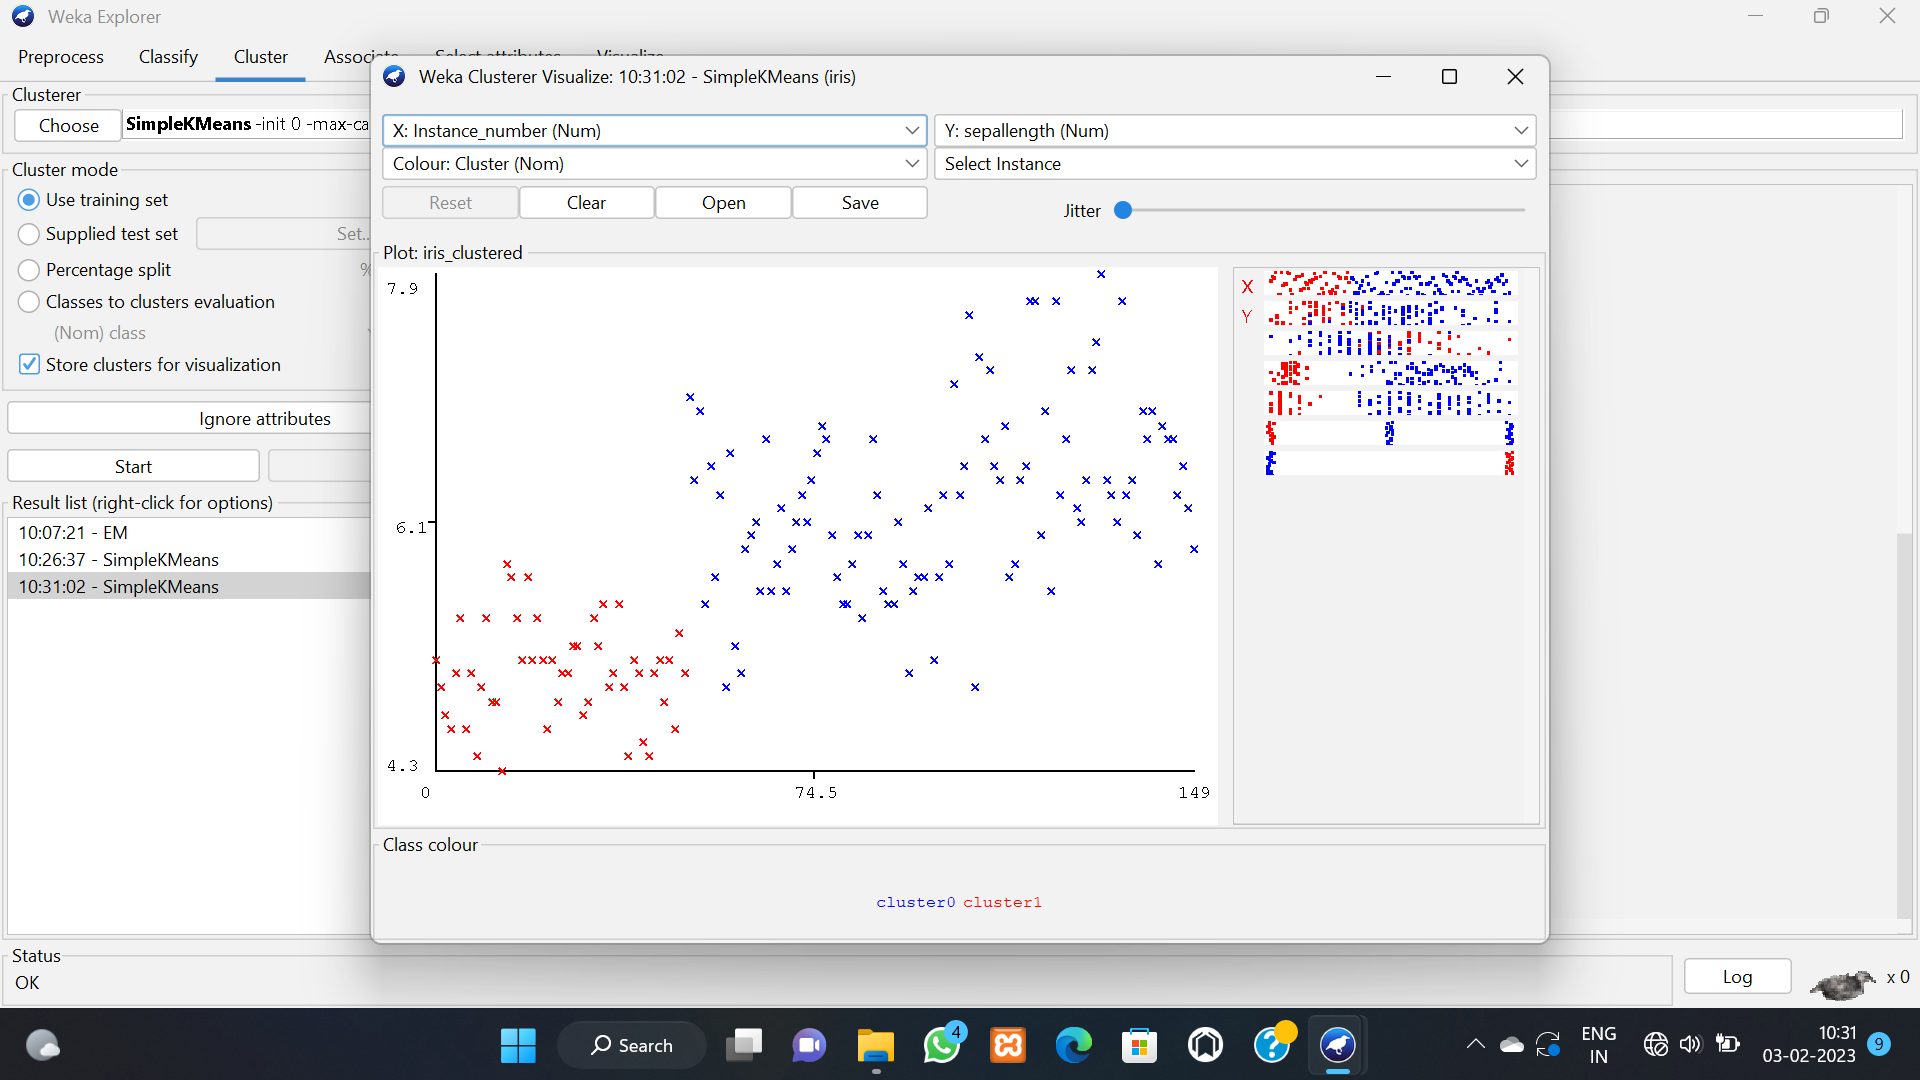 Weka Explorer
Preprocess Classify Cluster Associate Select attributes Visualize
Weka Clusterer Visualize: 10:31:02 - SimpleKMeans (iris)
Clusterer
Choose SimpleKMeans -init 0 -max-ca
X: Instance_number (Num) Y: sepallength (Num)
Colour: Cluster (Nom) Select Instance
Reset Clear Open Save Jitter
Cluster mode
Use training set
Supplied test set Set..
Percentage split %
Classes to clusters evaluation
(Nom) class
Store clusters for visualization
Ignore attributes
Start
Result list (right-click for options)
10:07:21 - EM
10:26:37 - SimpleKMeans
10:31:02 - SimpleKMeans
Plot: iris_clustered
7.9
6.1
4.3
0 74.5 149
X
Y
Class colour
cluster0 cluster1
Status
OK
Log x 0
Search
4
ENG
IN
10:31
03-02-2023
9